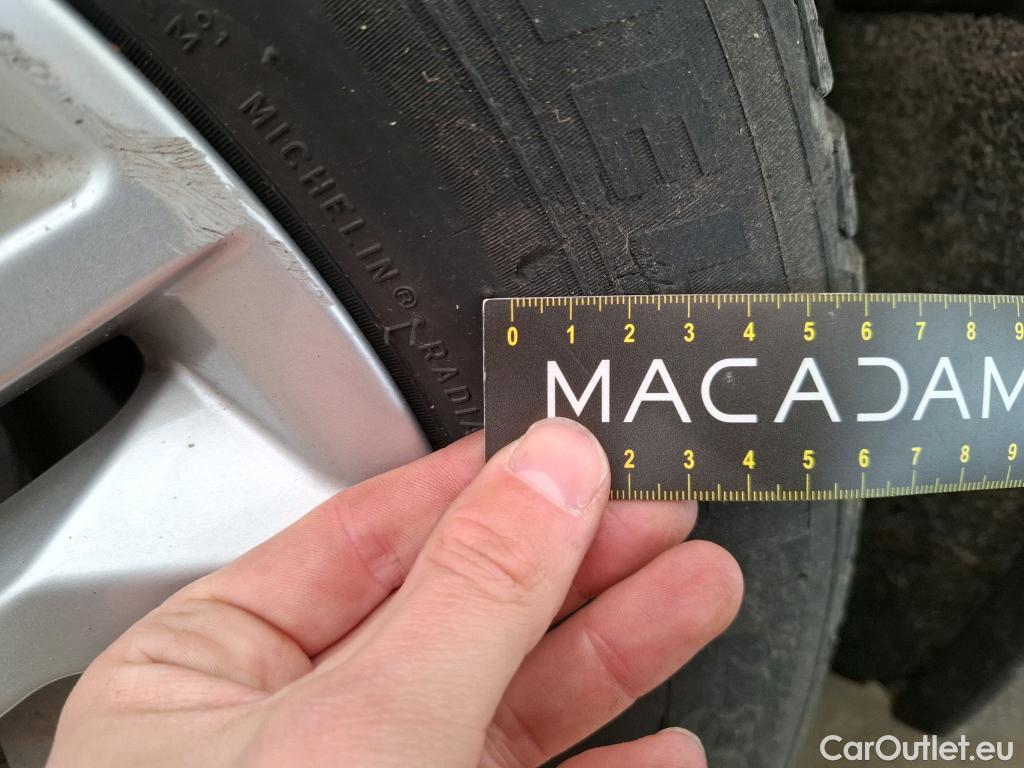 MICHELIN® RADIA
0 1 2 3 4 5 6 7 8 9
MACADAM
2 3 4 5 6 7 8 9
CarOutlet.eu